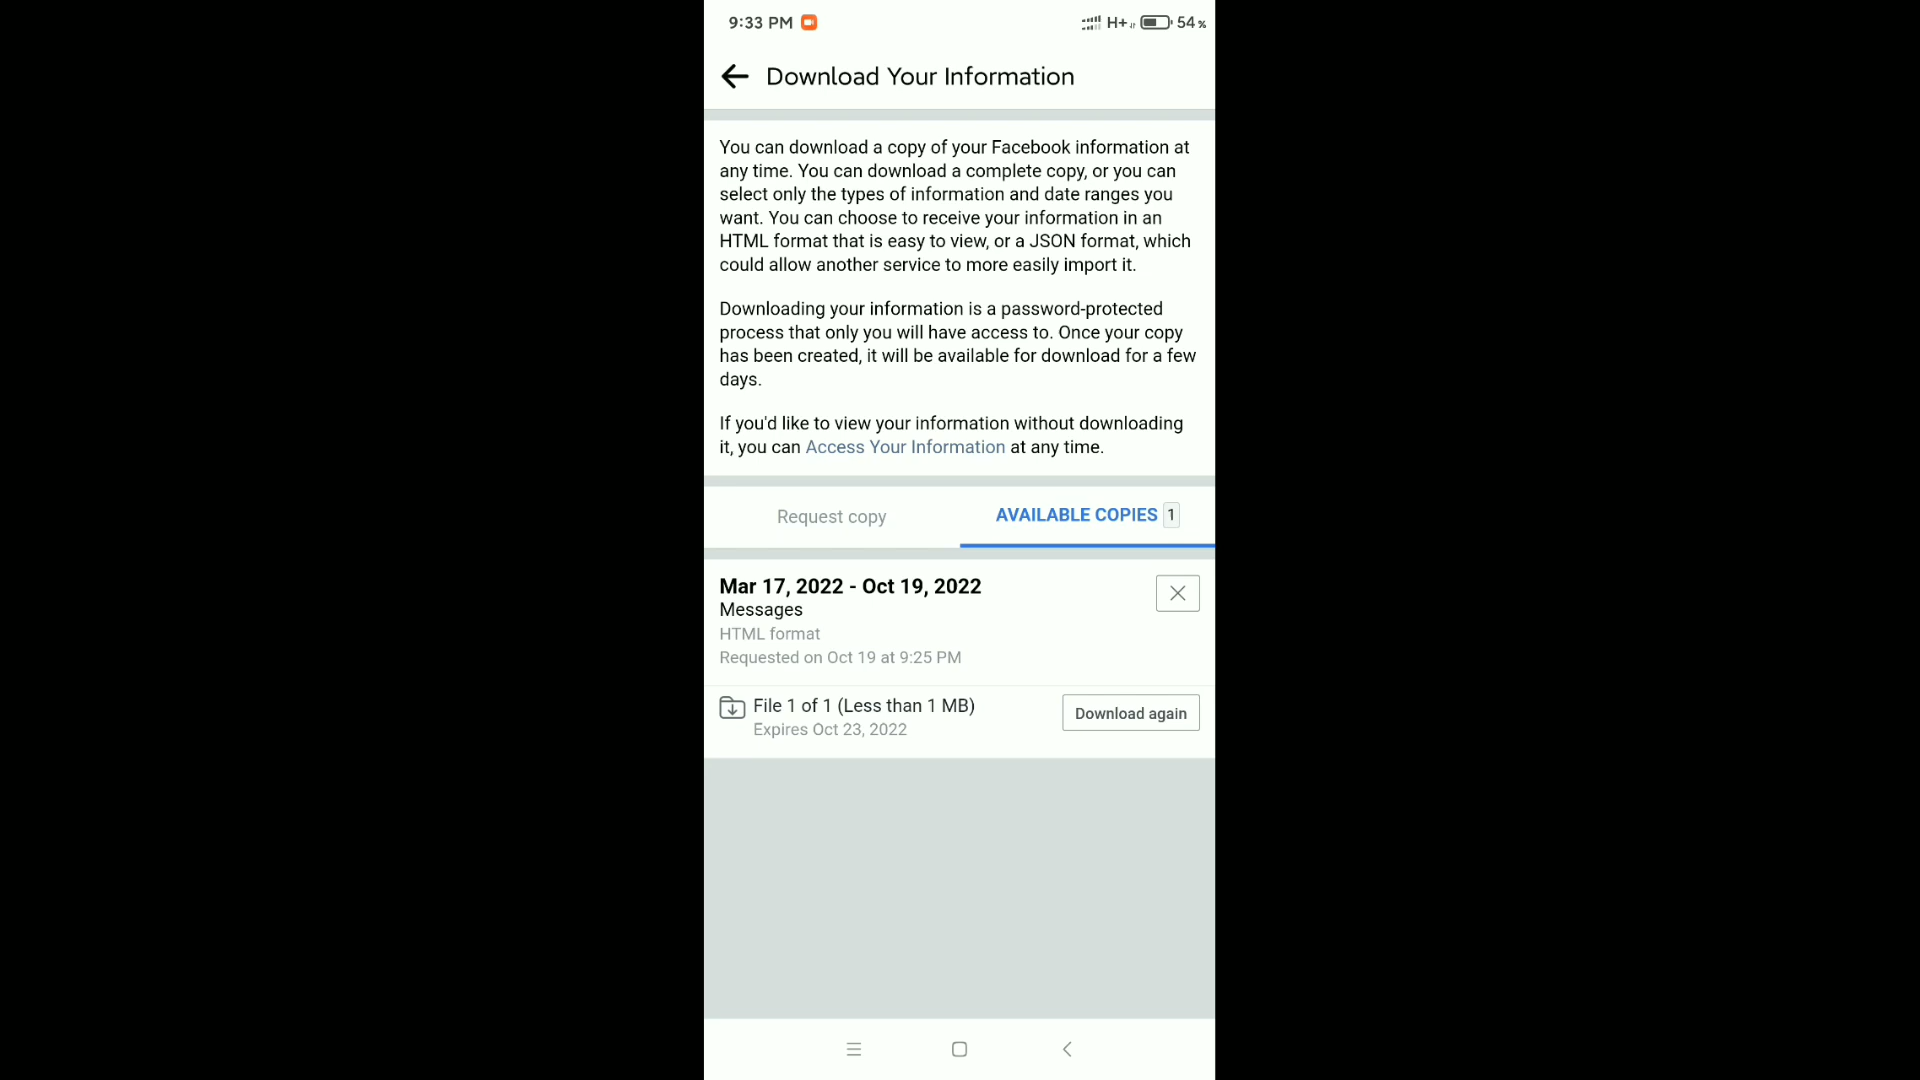 9:33 PM
H+
54%
Download Your Information
You can download a copy of your Facebook information at
any time. You can download a complete copy, or you can
select only the types of information and date ranges you
want. You can choose to receive your information in an
HTML format that is easy to view, or a JSON format, which
could allow another service to more easily import it.
Downloading your information is a password-protected
process that only you will have access to. Once your copy
has been created, it will be available for download for a few
days.
If you'd like to view your information without downloading
it, you can Access Your Information at any time.
Request copy
AVAILABLE COPIES 1
Mar 17, 2022 - Oct 19, 2022
Messages
HTML format
Requested on Oct 19 at 9:25 PM
File 1 of 1 (Less than 1 MB)
Download again
Expires Oct 23, 2022